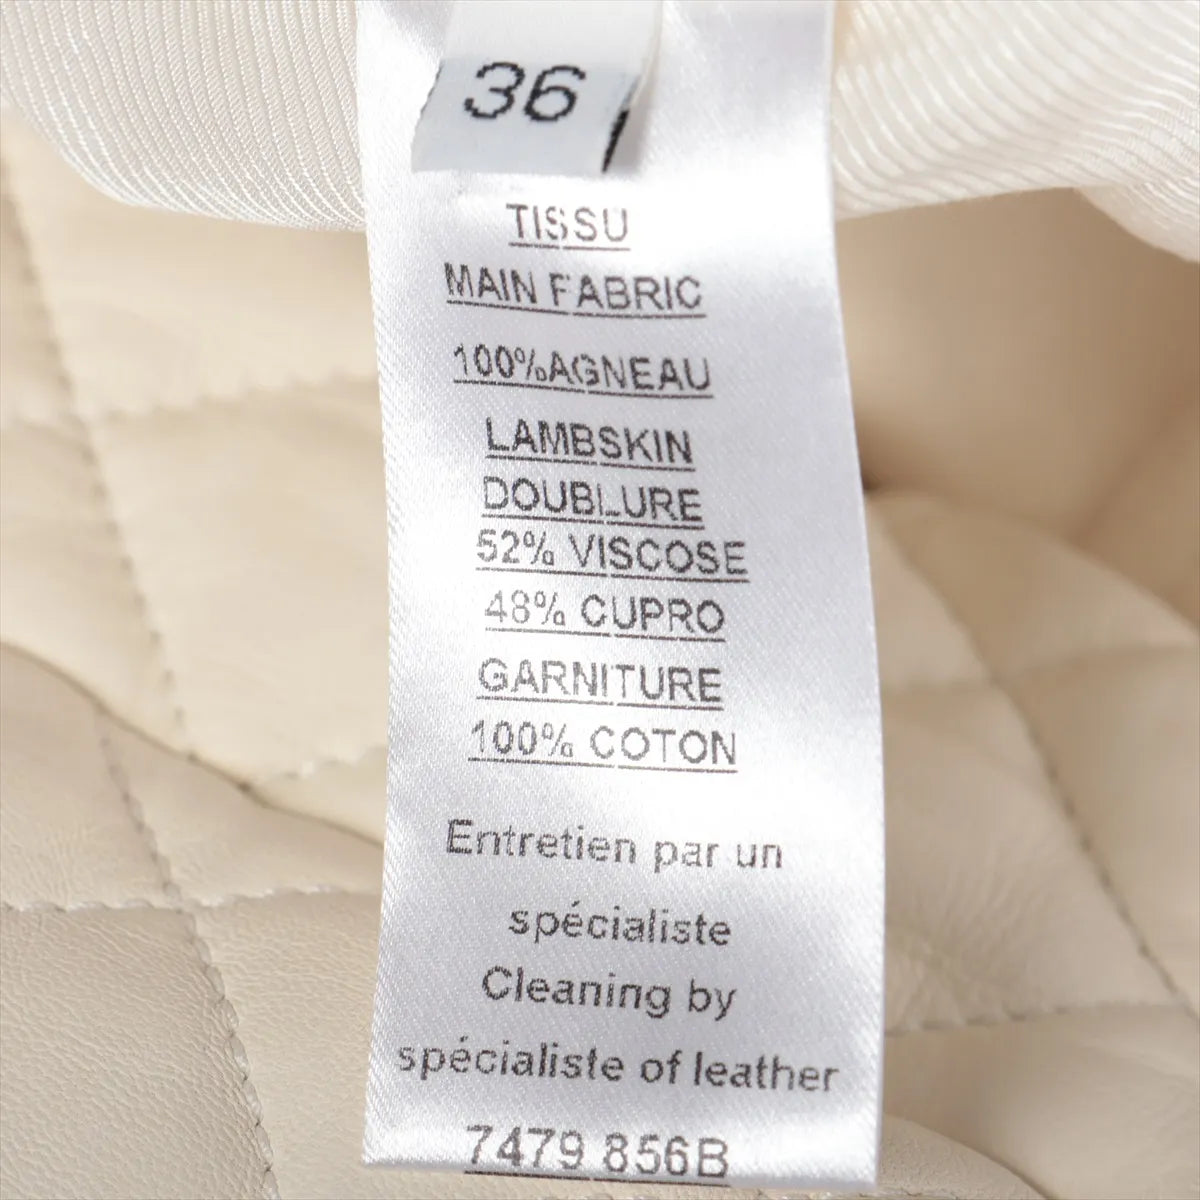 36
TISSU
MAIN FABRIC
100%AGNEAU
LAMBSKIN
DOUBLURE
52% VISCOSE
48% CUPRO
GARNITURE
100% COTON
Entretien par un
spécialiste
Cleaning by
spécialiste of leather
7479 856B